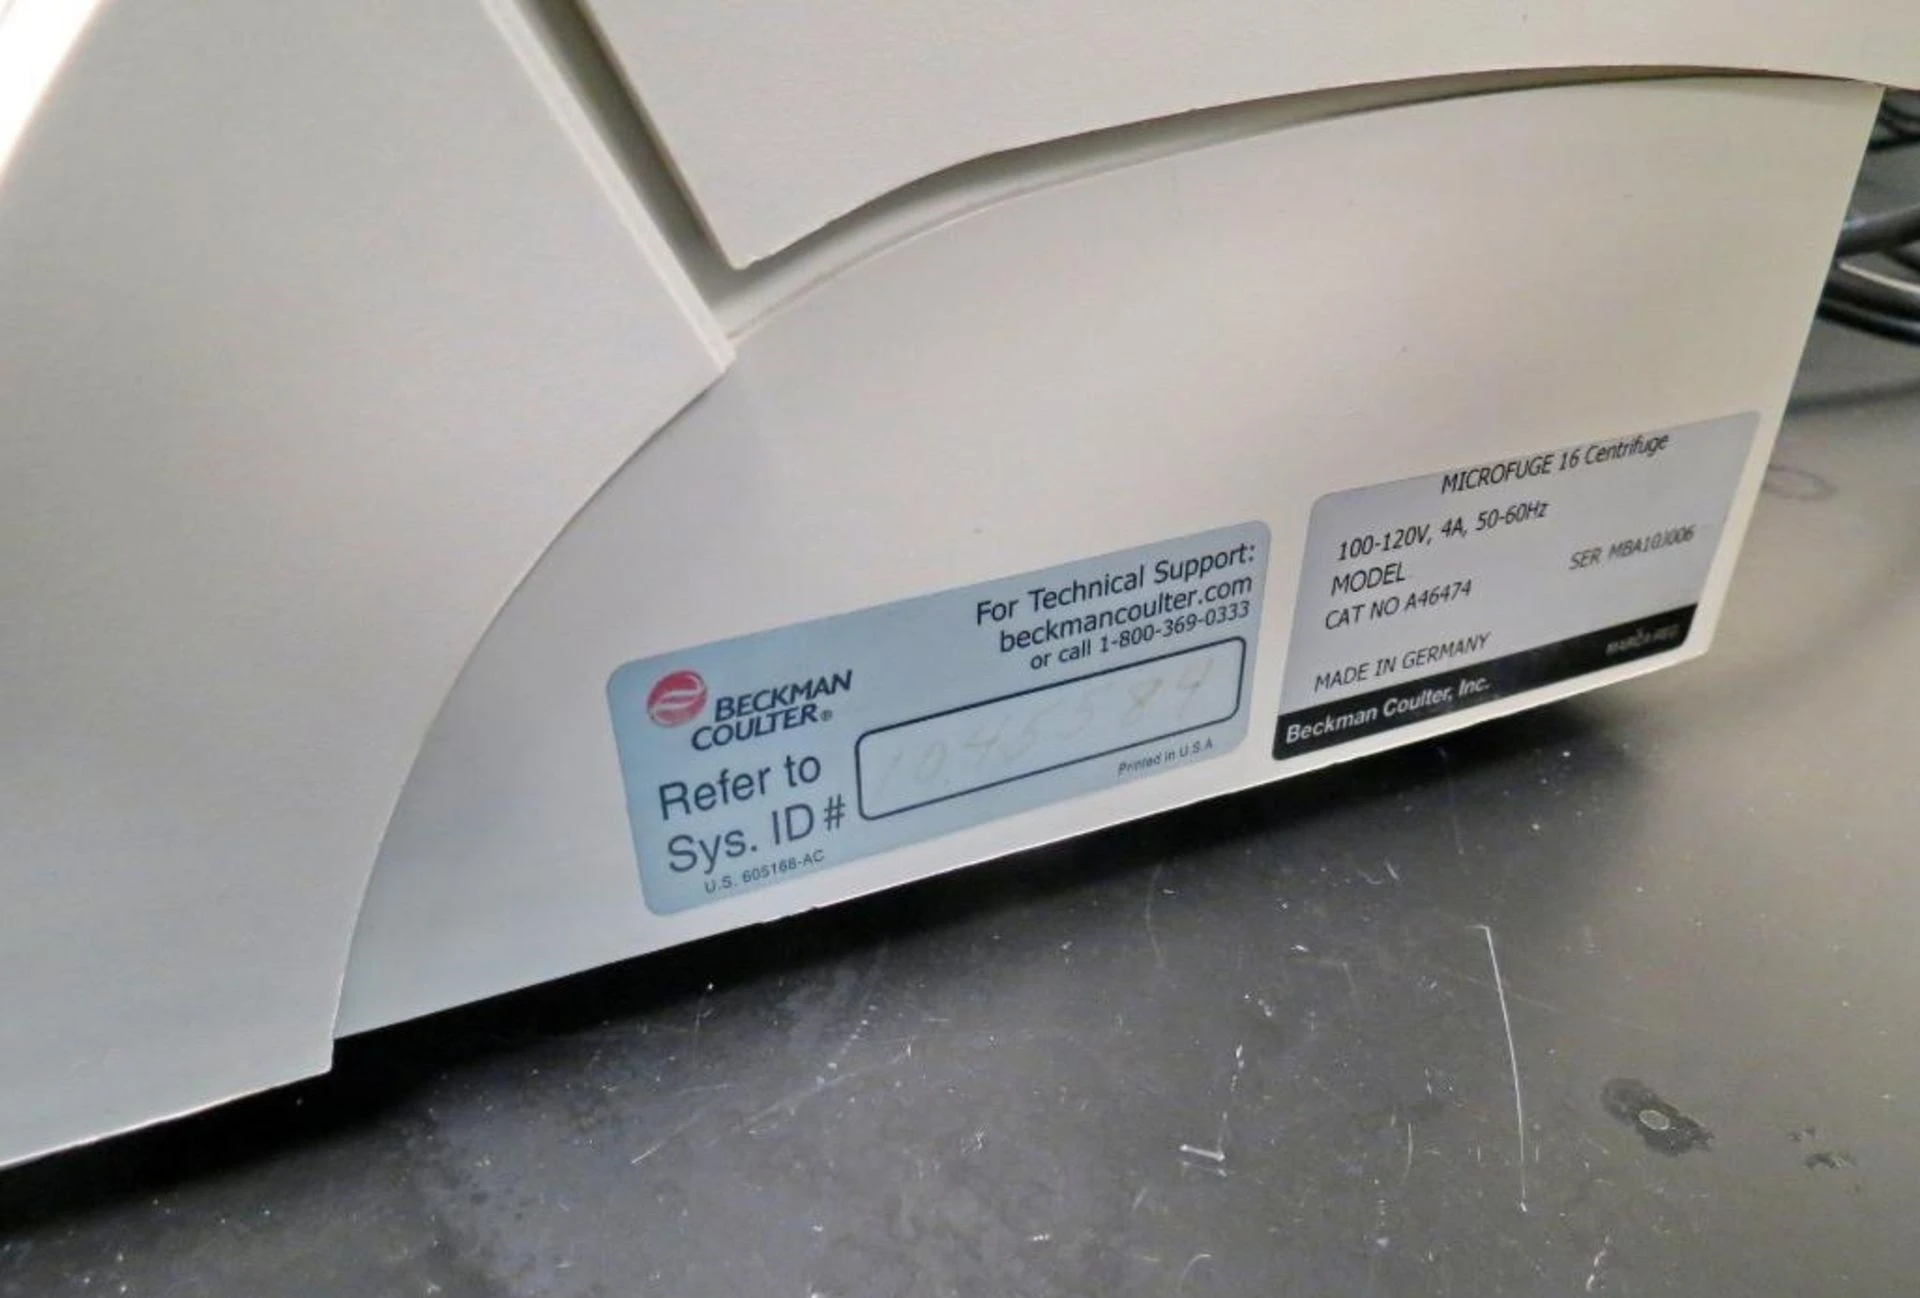 BECKMAN
COULTER®
For Technical Support:
beckmancoulter.com
or call 1-800-369-0333
Refer to
Sys. ID#
Printed in U.S.A.
U.S. 605168-AC
MICROFUGE 16 Centrifuge
100-120V, 4A, 50-60Hz
MODEL
SER MBA10J006
CAT NO A46474
MADE IN GERMANY
MARCA REG
Beckman Coulter, Inc.